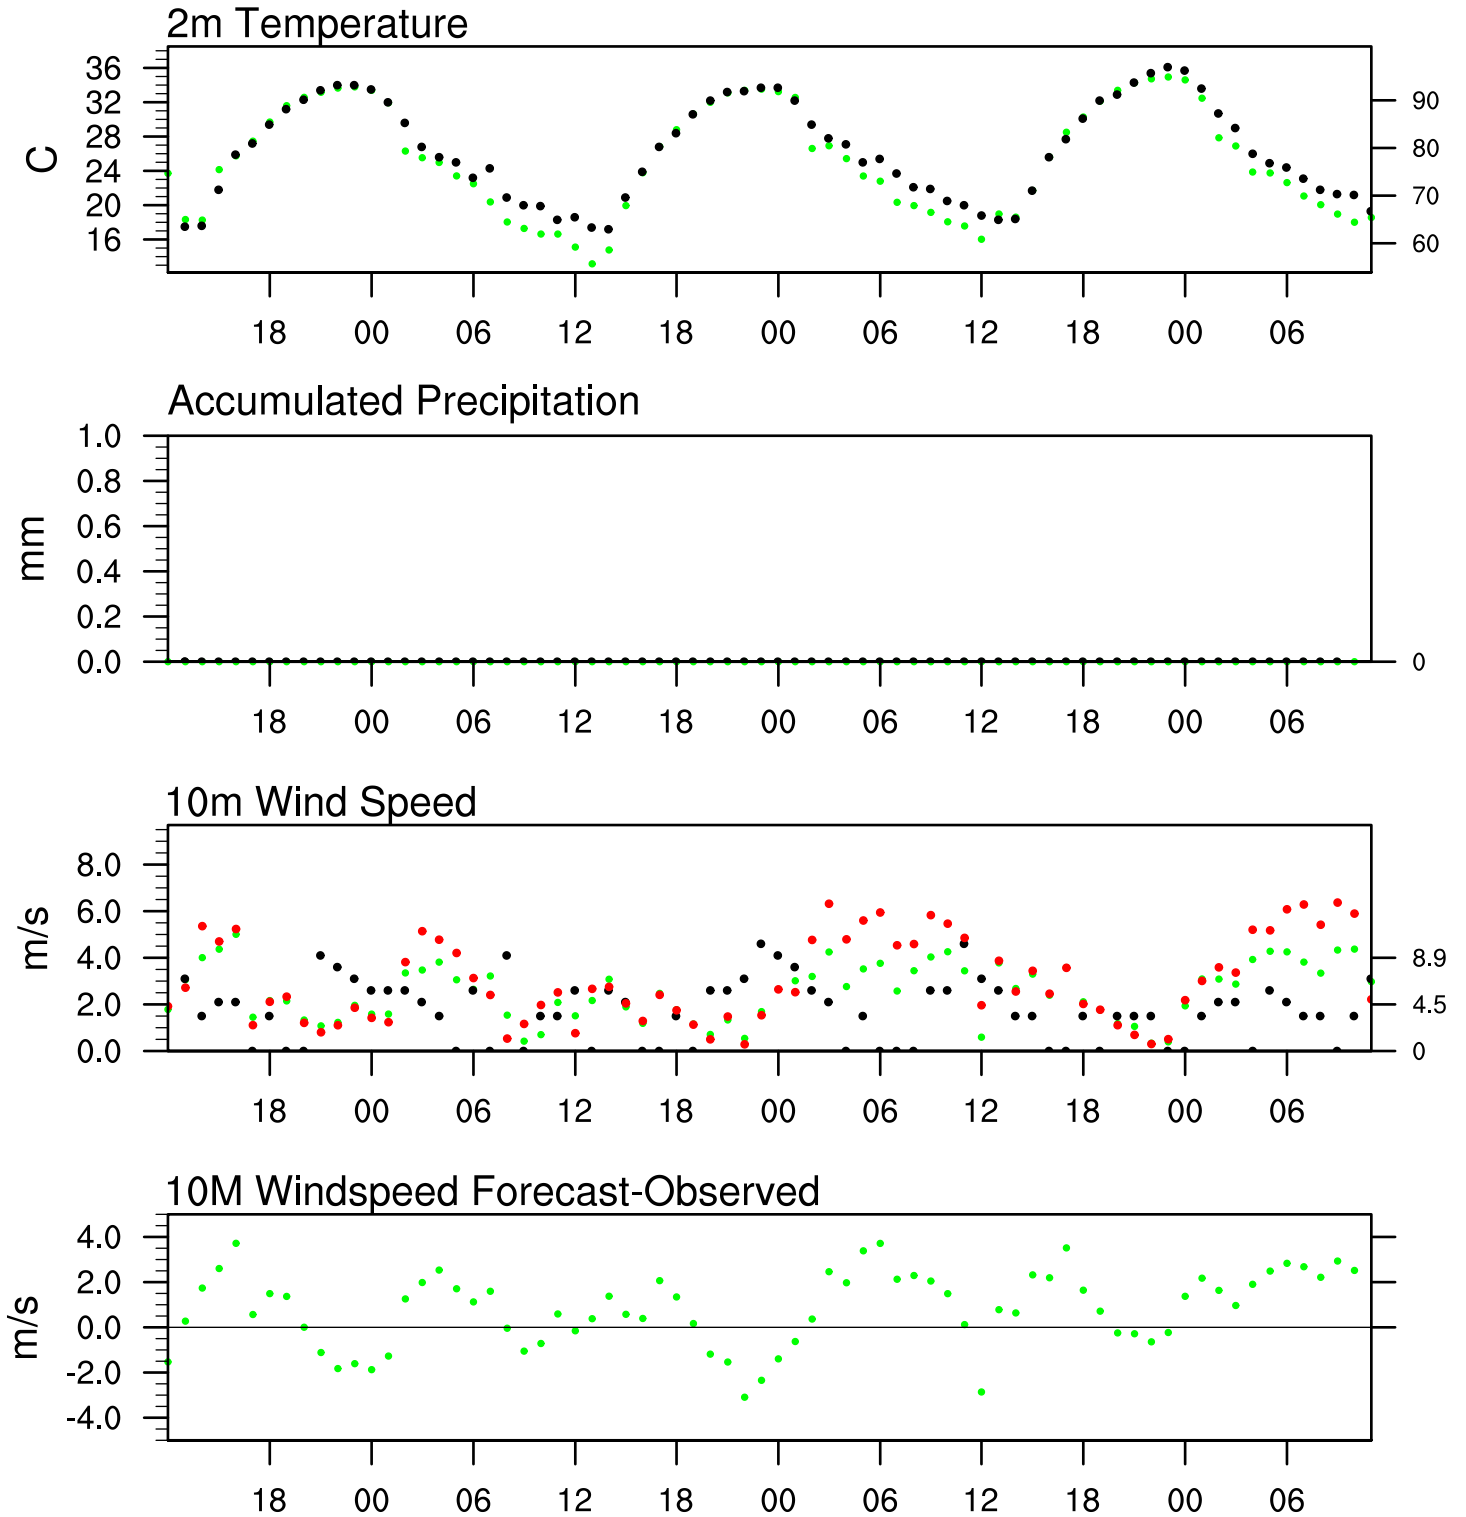 2m Temperature
36
32
28
24
20
16
C
90
80
70
60
18 00 06 12 18 00 06 12 18 00 06
Accumulated Precipitation
1.0
0.8
0.6
0.4
0.2
0.0
mm
0
18 00 06 12 18 00 06 12 18 00 06
10m Wind Speed
8.0
6.0
4.0
2.0
0.0
m/s
8.9
4.5
0
18 00 06 12 18 00 06 12 18 00 06
10M Windspeed Forecast-Observed
4.0
2.0
0.0
-2.0
-4.0
m/s
18 00 06 12 18 00 06 12 18 00 06